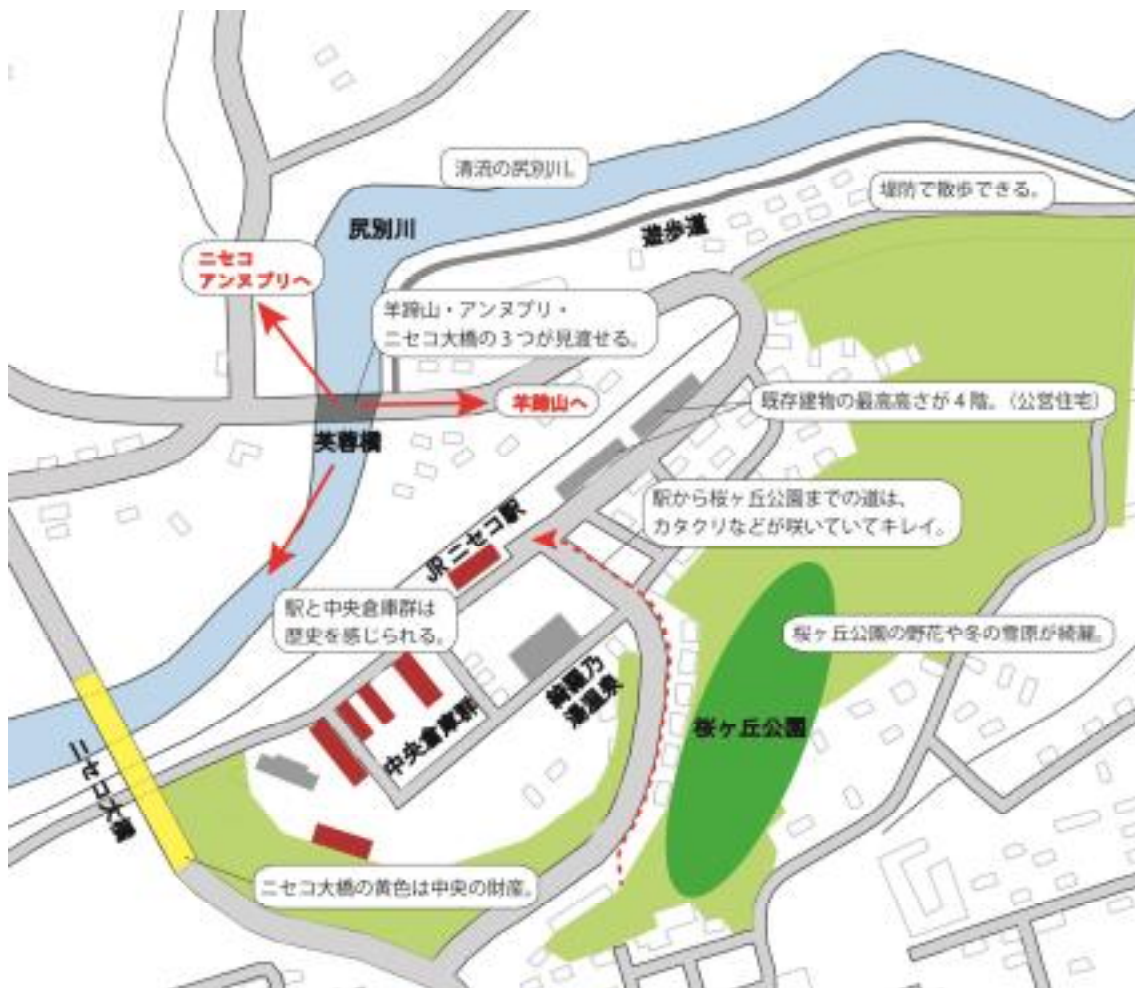 清流の尻別川。
堤防で散歩できる。
尻別川
遊歩道
ニセコ
アンヌプリへ
羊蹄山・アンヌプリ・
ニセコ大橋の3つが見渡せる。
羊蹄山へ
既存建物の最高高さが4階。(公営住宅)
芙蓉橋
駅から桜ヶ丘公園までの道は、
カタクリなどが咲いていてキレイ。
JRニセコ駅
駅と中央倉庫群は
歴史を感じられる。
桜ヶ丘公園の野花や冬の雪原が綺麗。
綺羅乃
湯温泉
中央倉庫群
桜ヶ丘公園
ニセコ大橋
ニセコ大橋の黄色は中央の財産。